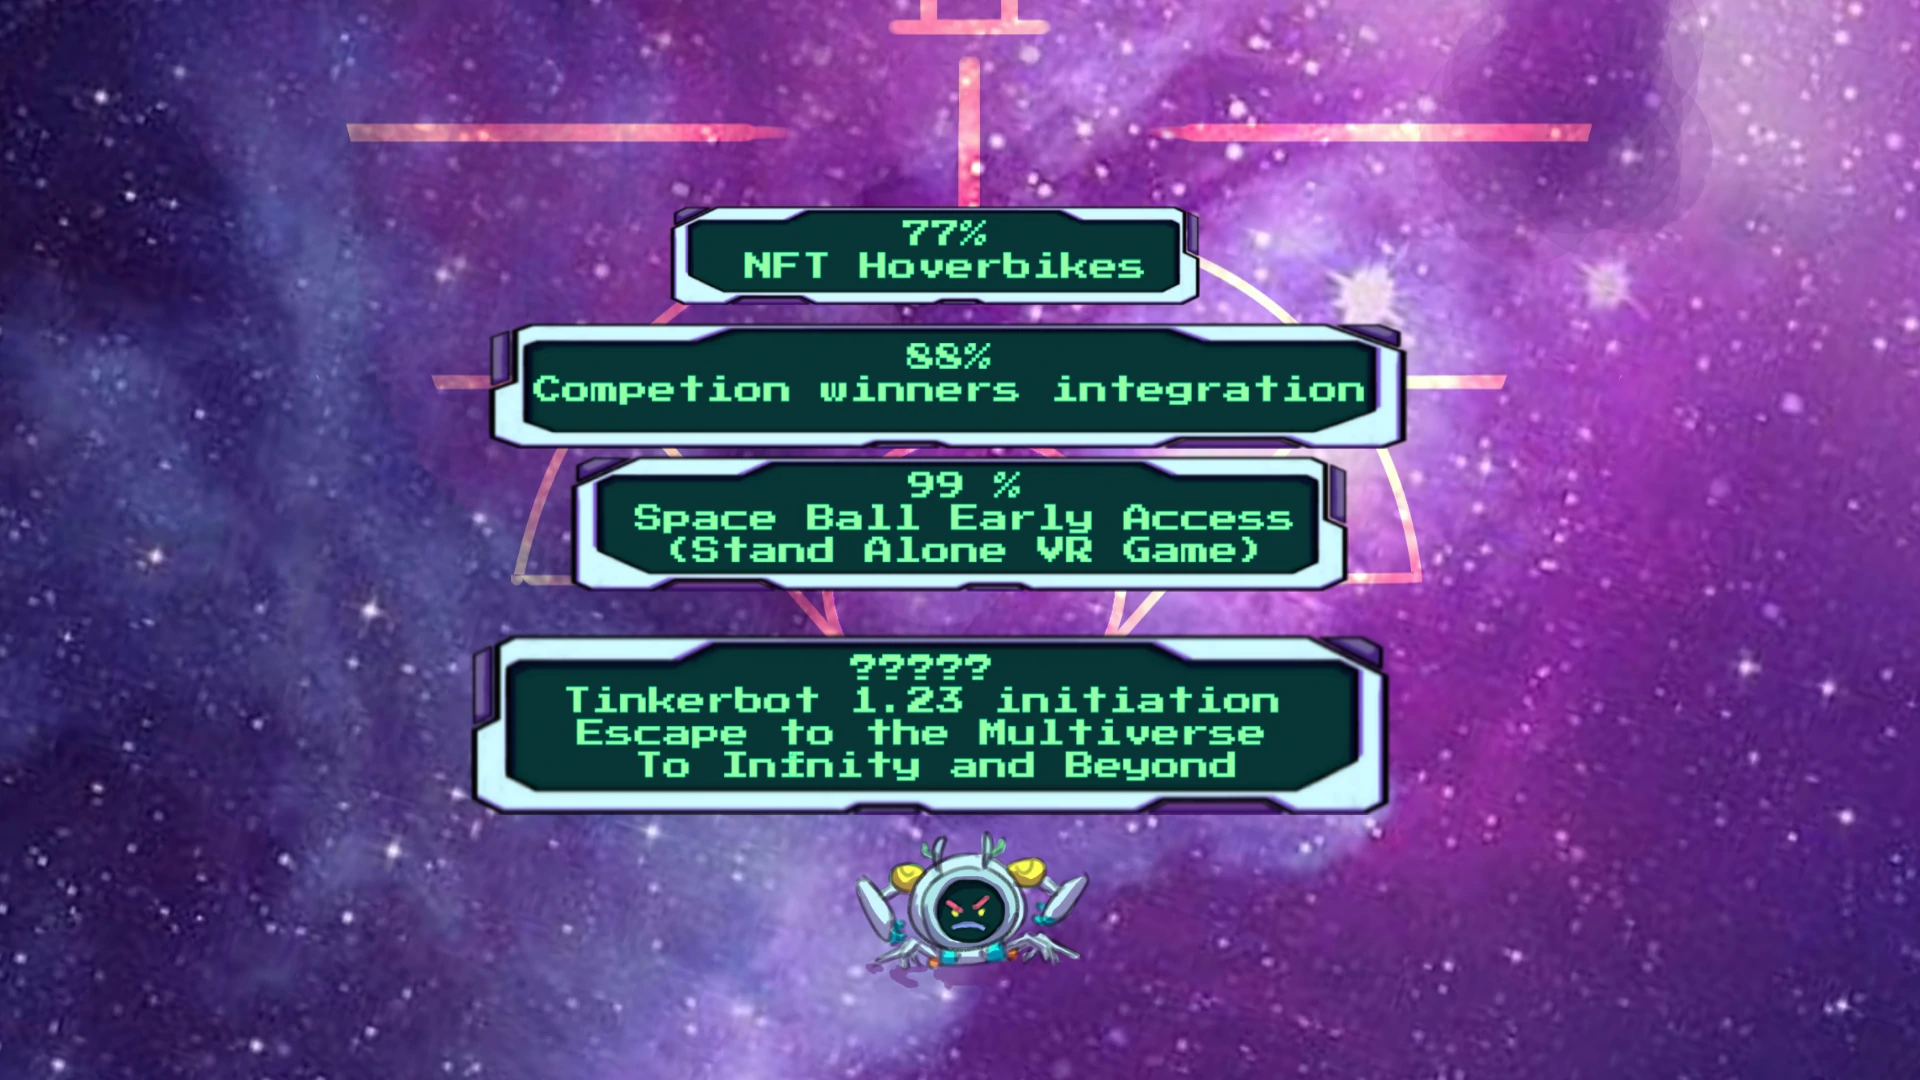 77%
NFT Hoverbikes
88%
Competion winners integration
99 %
Space Ball Early Access
(Stand Alone VR Game)
?????
Tinkerbot 1.23 initiation
Escape to the Multiverse
To Infnity and Beyond